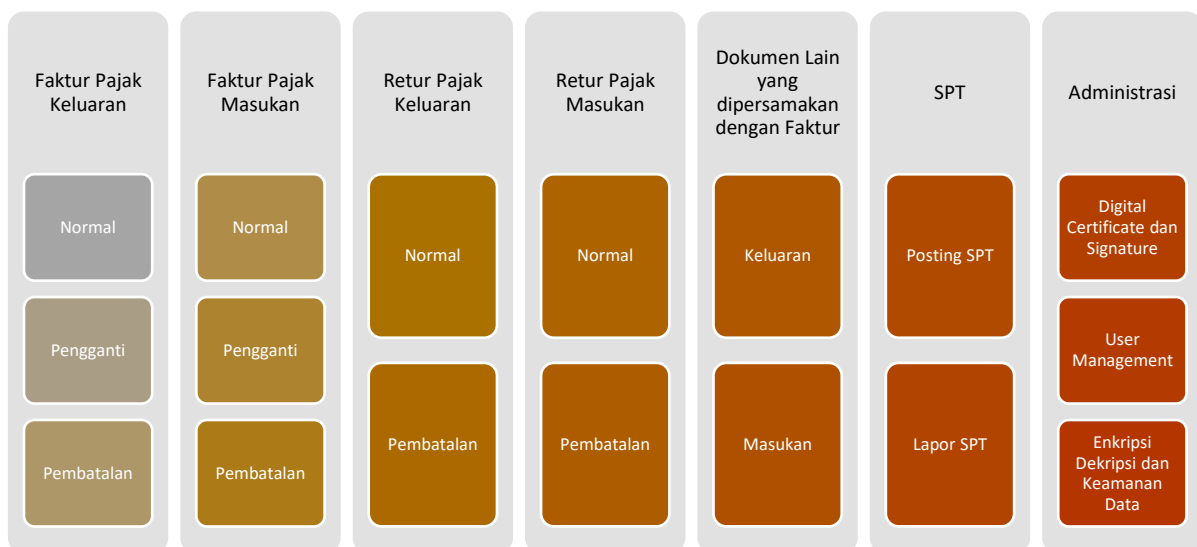 Faktur Pajak
Keluaran
Normal
Pengganti
Pembatalan
Faktur Pajak
Masukan
Normal
Pengganti
Pembatalan
Retur Pajak
Keluaran
Normal
Pembatalan
Retur Pajak
Masukan
Normal
Pembatalan
Dokumen Lain
yang
dipersamakan
dengan Faktur
Keluaran
Masukan
SPT
Posting SPT
Lapor SPT
Administrasi
Digital
Certificate dan
Signature
User
Management
Enkripsi
Dekripsi dan
Keamanan
Data